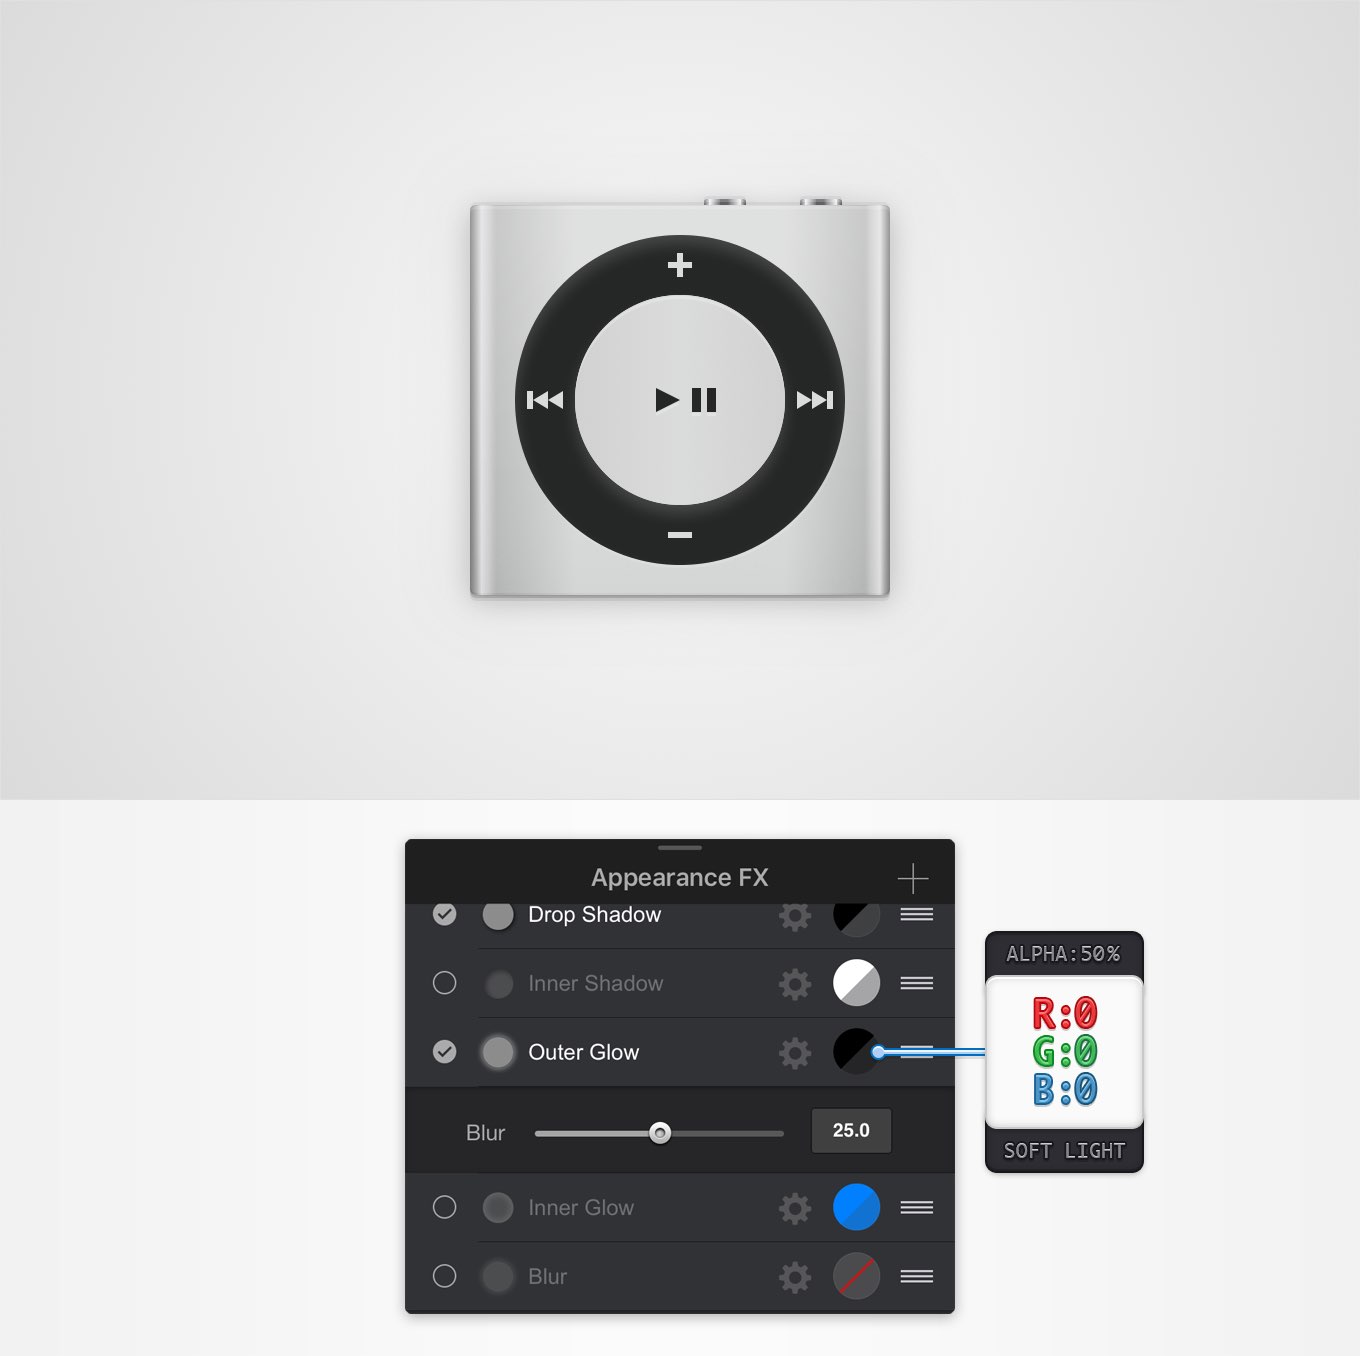 Appearance FX
Drop Shadow
Inner Shadow
Outer Glow
Blur 25.0
Inner Glow
Blur
ALPHA:50%
R:0
G:0
B:0
SOFT LIGHT